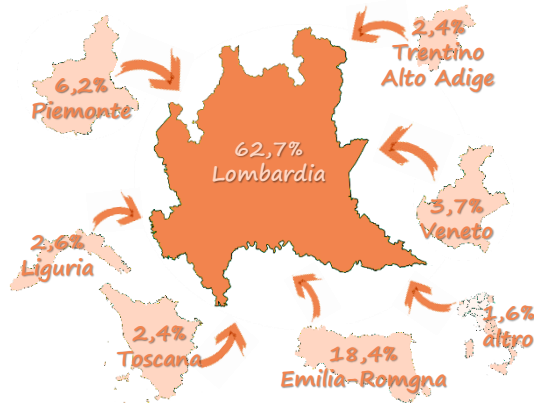 2,4%
Trentino
Alto Adige
6,2%
Piemonte
62,7%
Lombardia
3,7%
Veneto
2,6%
Liguria
1,6%
altro
2,4%
Toscana
18,4%
Emilia-Romgna